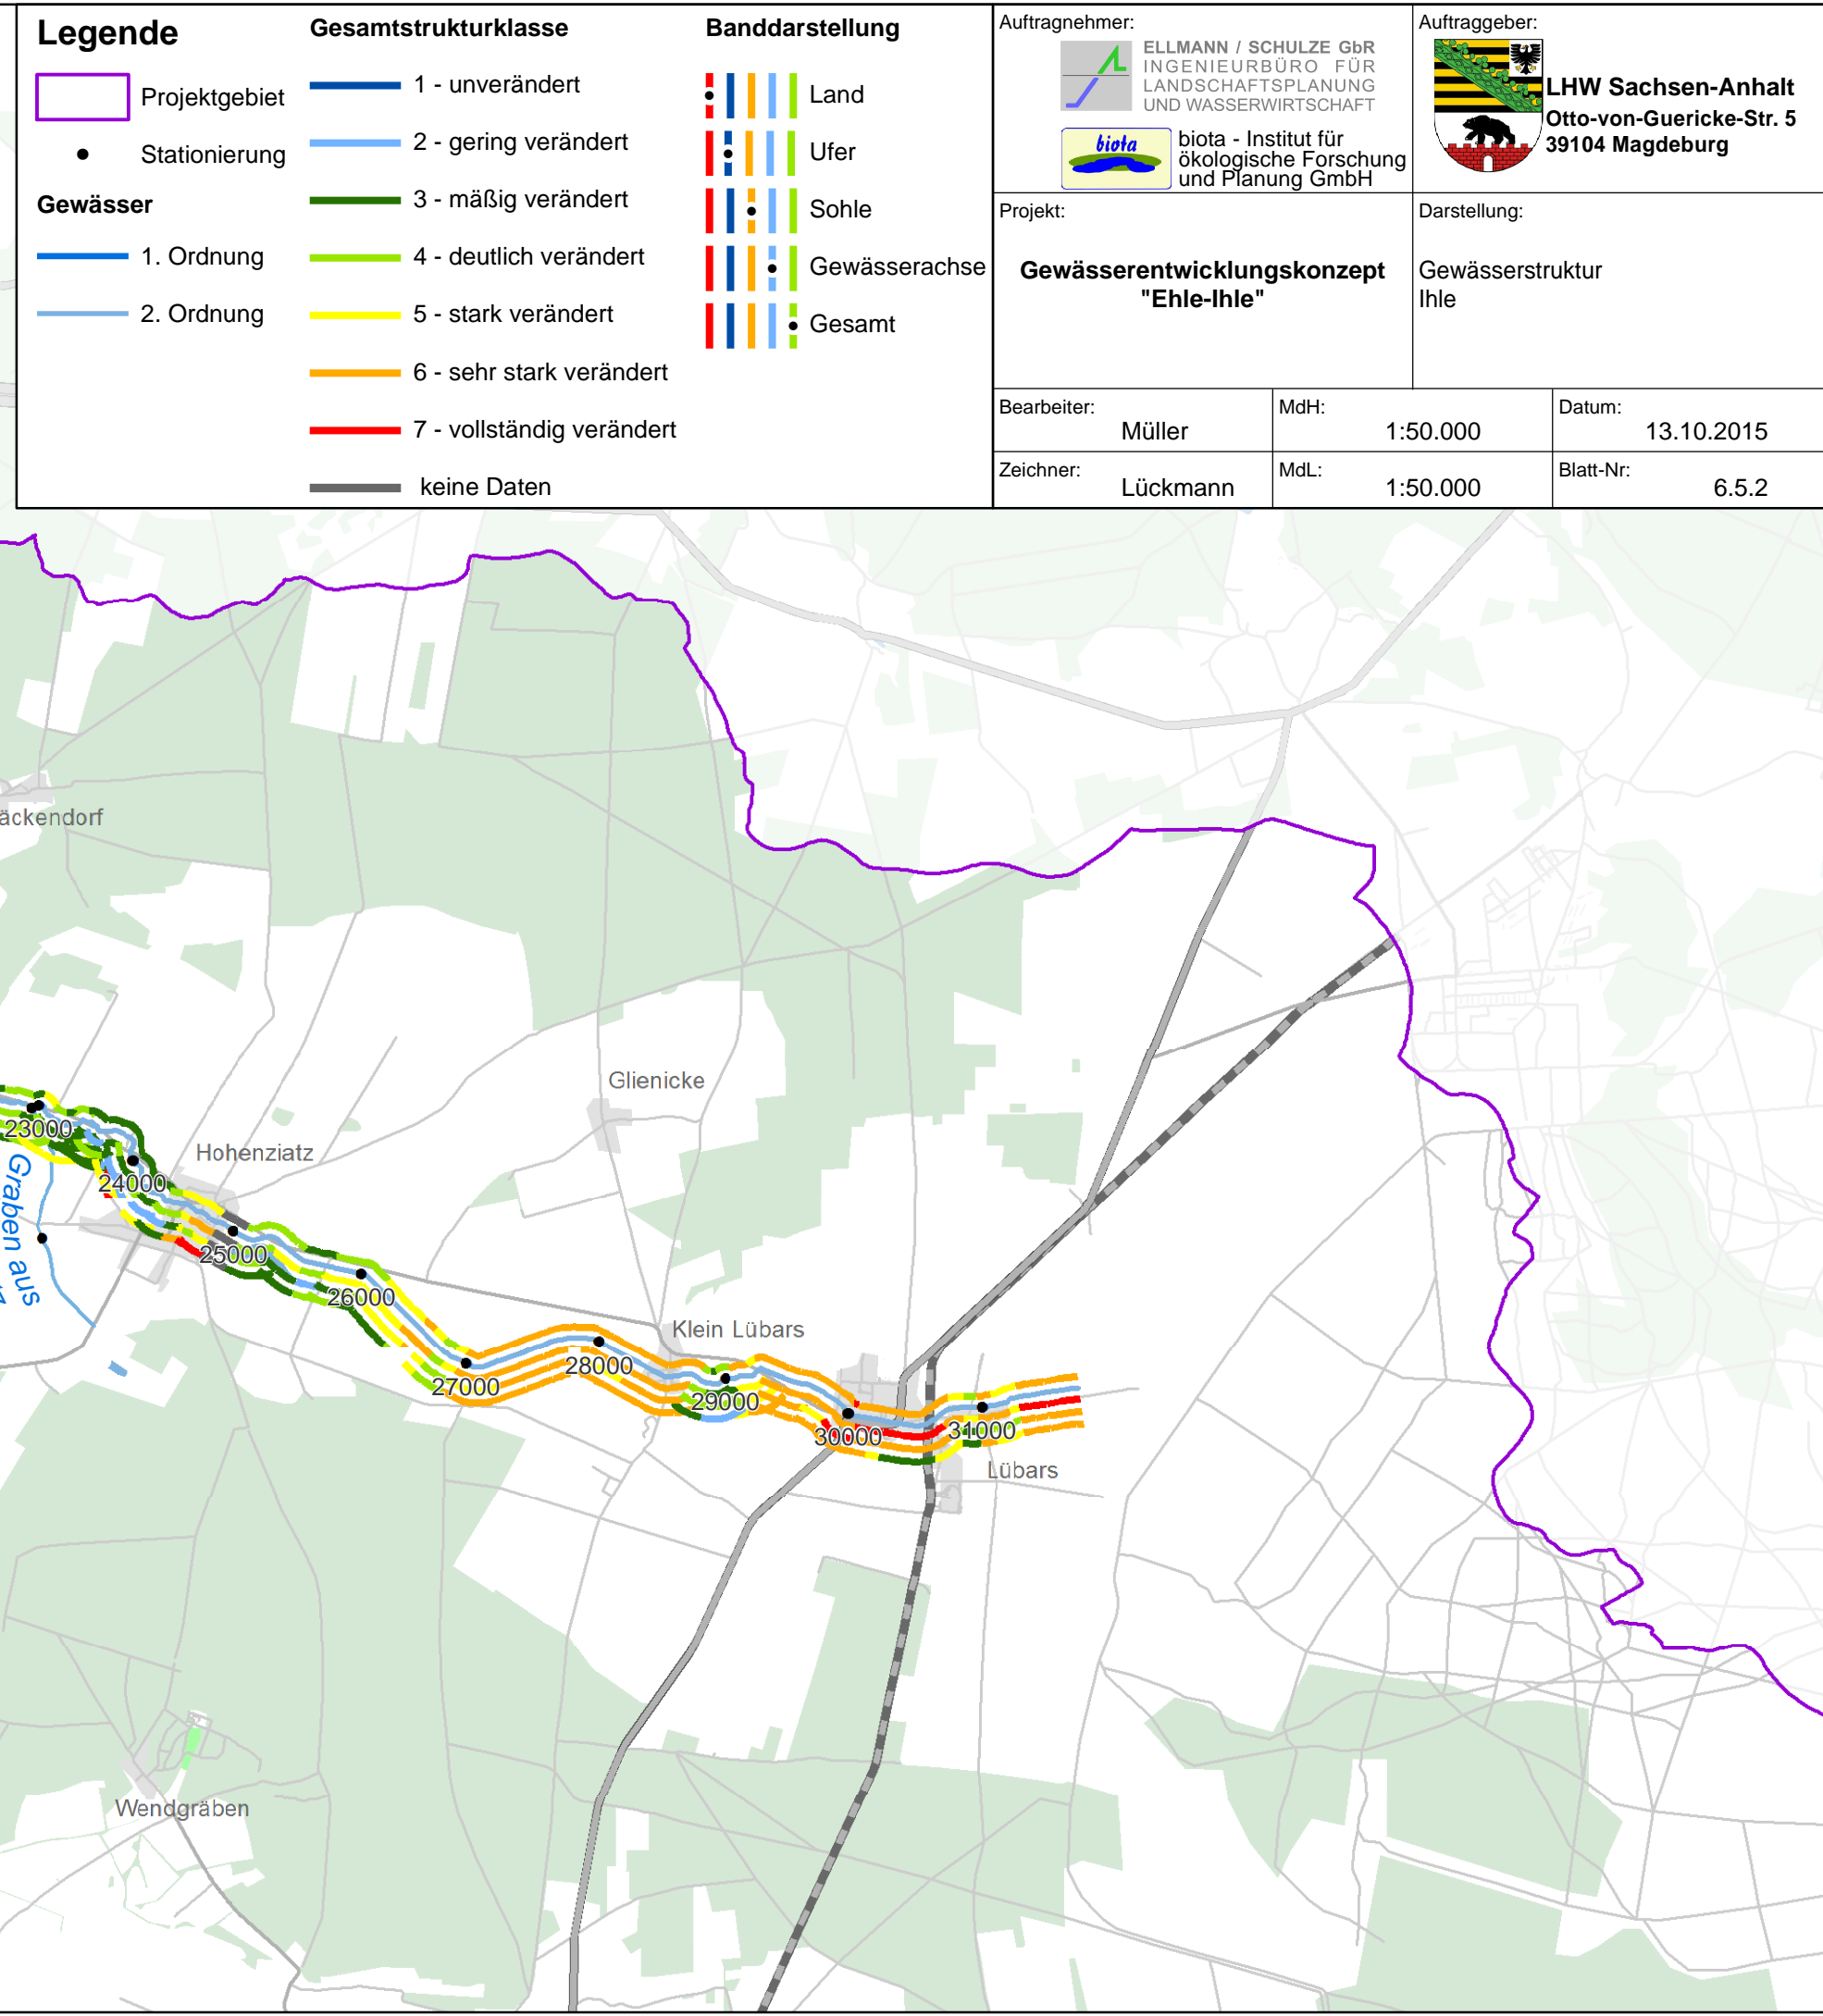 Legende
Projektgebiet
Stationierung
Gewässer
1. Ordnung
2. Ordnung
Gesamtstrukturklasse
1 - unverändert
2 - gering verändert
3 - mäßig verändert
4 - deutlich verändert
5 - stark verändert
6 - sehr stark verändert
7 - vollständig verändert
keine Daten
Banddarstellung
Land
Ufer
Sohle
Gewässerachse
Gesamt
Auftragnehmer:
ELLMANN / SCHULZE GbR
INGENIEURBÜRO FÜR
LANDSCHAFTSPLANUNG
UND WASSERWIRTSCHAFT
biota
biota - Institut für
ökologische Forschung
und Planung GmbH
Auftraggeber:
LHW Sachsen-Anhalt
Otto-von-Guericke-Str. 5
39104 Magdeburg
Projekt:
Gewässerentwicklungskonzept
"Ehle-Ihle"
Darstellung:
Gewässerstruktur
Ihle
Bearbeiter:
Müller
MdH:
1:50.000
Datum:
13.10.2015
Zeichner:
Lückmann
MdL:
1:50.000
Blatt-Nr:
6.5.2
äckendorf
Glienicke
23000
Hohenziatz
24000
Graben aus
25000
26000
Klein Lübars
27000
28000
29000
30000
31000
Lübars
Wendgräben